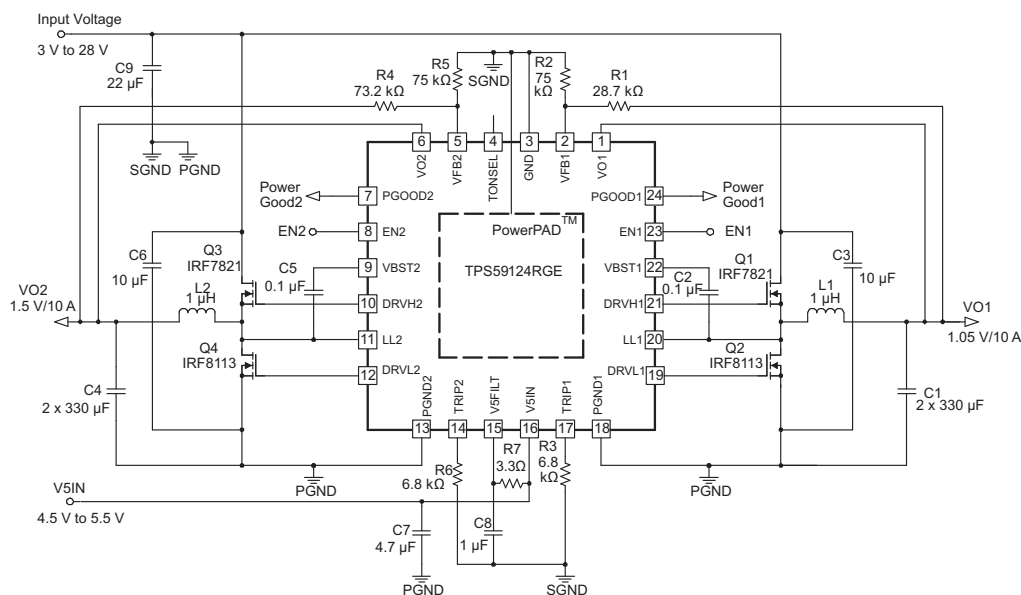 Input Voltage
3 V to 28 V
C9
22 µF
SGND
PGND
R4
73.2 kΩ
R5
75 kΩ
SGND
R2
75
kΩ
R1
28.7 kΩ
6
5
4
3
2
1
VO2
VFB2
TONSEL
GND
VFB1
VO1
Power
Good2
7
PGOOD2
PGOOD1
24
Power
Good1
EN2
8
EN2
EN1
23
EN1
PowerPAD™
TPS59124RGE
C6
10 µF
Q3
IRF7821
C5
0.1 µF
9
VBST2
VBST1
22
C2
0.1 µF
Q1
IRF7821
C3
10 µF
VO2
1.5 V/10 A
L2
1 µH
10
DRVH2
DRVH1
21
L1
1 µH
VO1
1.05 V/10 A
11
LL2
LL1
20
Q4
IRF8113
12
DRVL2
DRVL1
19
Q2
IRF8113
C4
2 x 330 µF
C1
2 x 330 µF
PGND2
TRIP2
V5FILT
V5IN
TRIP1
PGND1
13
14
15
16
17
18
R6
6.8 kΩ
R7
3.3Ω
R3
6.8
kΩ
PGND
PGND
V5IN
4.5 V to 5.5 V
C7
4.7 µF
C8
1 µF
PGND
SGND